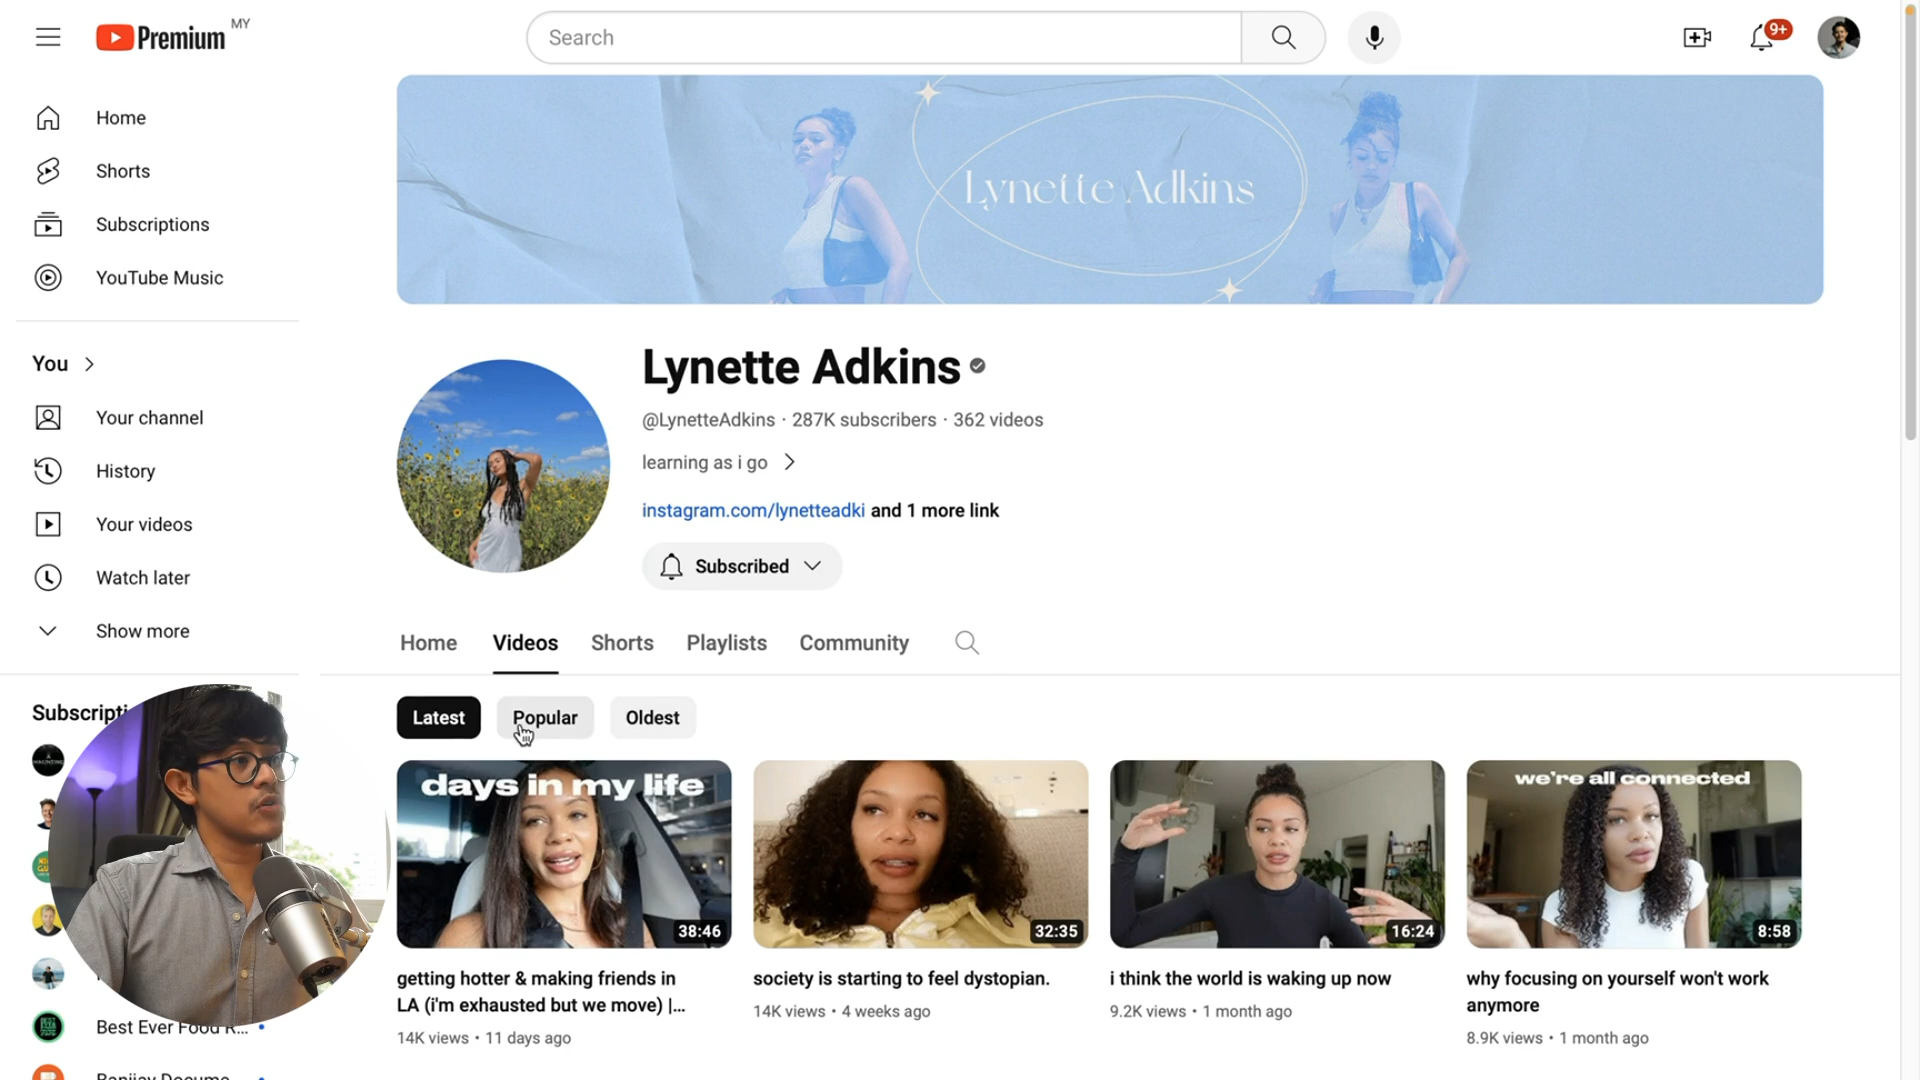 Premium MY
Search
9+
Home
Shorts
Subscriptions
YouTube Music
You
Your channel
History
Your videos
Watch later
Show more
Subscripti
Best Ever Food R...
Lynette Adkins
Lynette Adkins
@LynetteAdkins · 287K subscribers · 362 videos
learning as i go
instagram.com/lynetteadki and 1 more link
Subscribed
Home
Videos
Shorts
Playlists
Community
Latest
Popular
Oldest
days in my life
38:46
getting hotter & making friends in
LA (i'm exhausted but we move) |...
14K views • 11 days ago
32:35
society is starting to feel dystopian.
14K views • 4 weeks ago
16:24
i think the world is waking up now
9.2K views • 1 month ago
we're all connected
8:58
why focusing on yourself won't work
anymore
8.9K views • 1 month ago